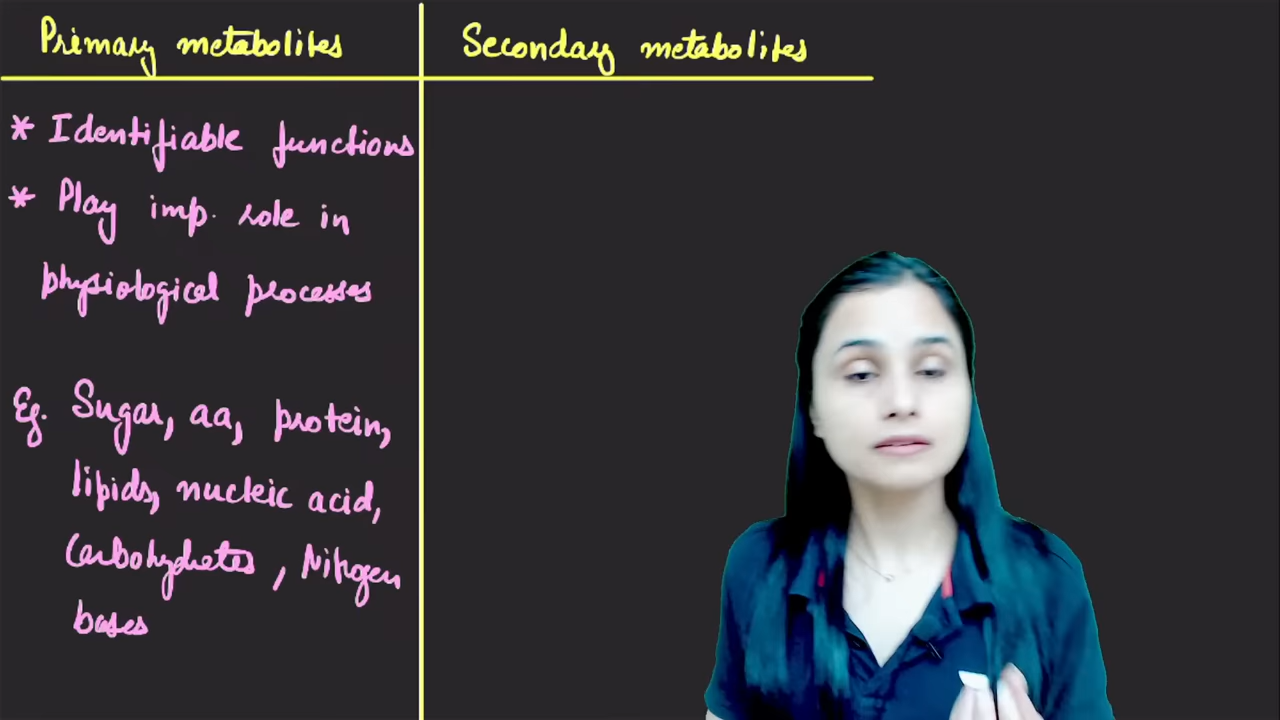 Primary metabolites
Secondary metabolites
* Identifiable functions
* Play imp. role in
physiological processes
Eg. Sugar, aa, protein,
lipids, nucleic acid,
Carbohydrates, Nitrogen
bases